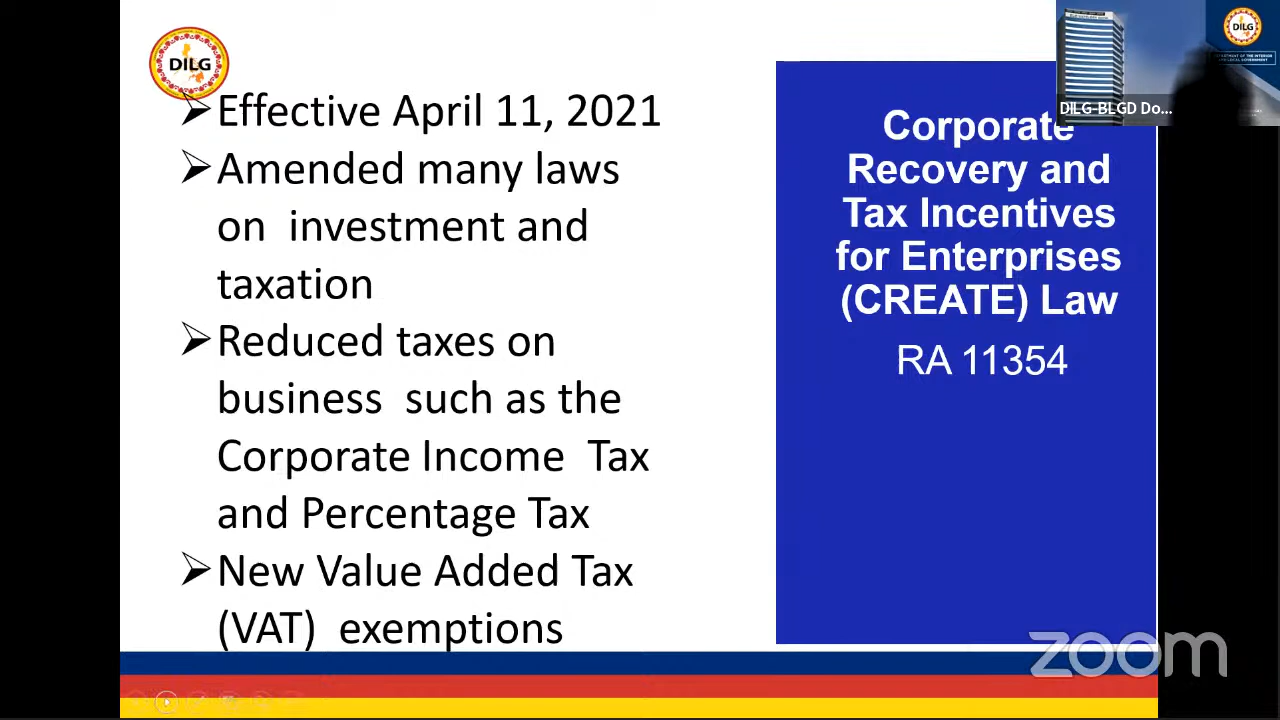 DILG
➢Effective April 11, 2021
➢Amended many laws
on investment and
taxation
➢Reduced taxes on
business such as the
Corporate Income Tax
and Percentage Tax
➢New Value Added Tax
(VAT) exemptions
Corporate
Recovery and
Tax Incentives
for Enterprises
(CREATE) Law
RA 11354
DILG
DILG-BLGD Do...
zoom